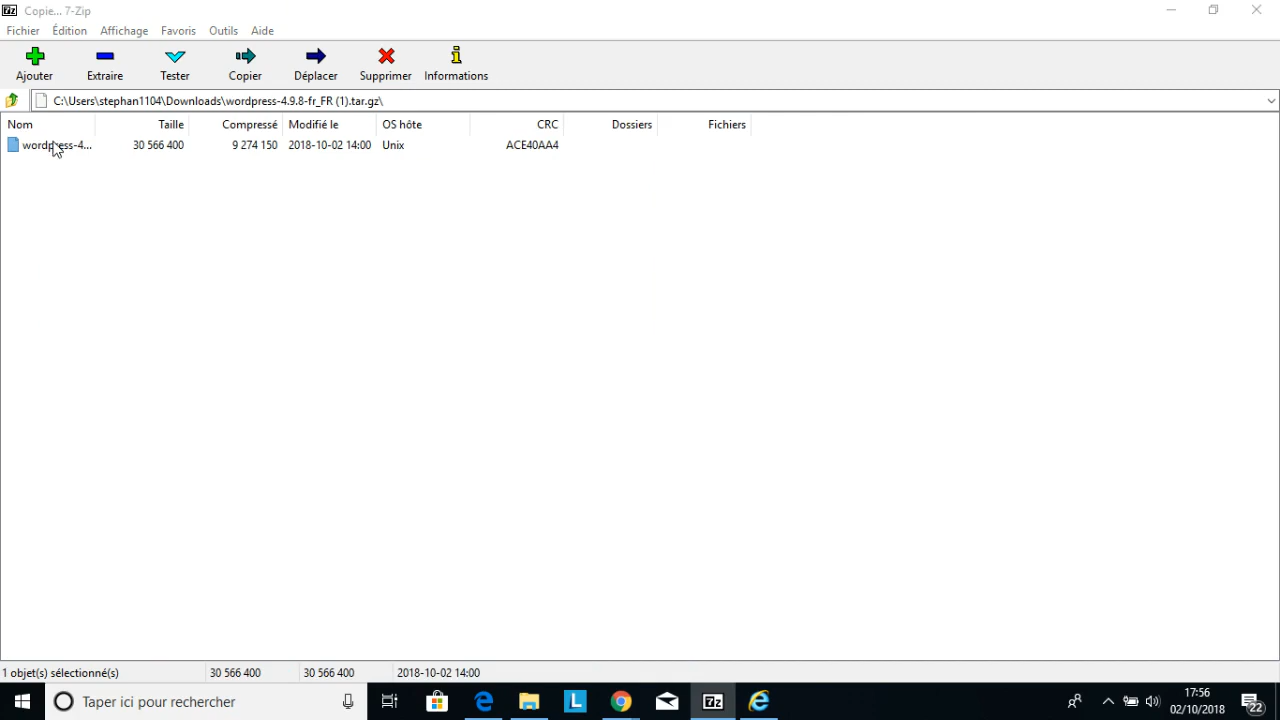 7z Copie... 7-Zip
Fichier Édition Affichage Favoris Outils Aide
Ajouter Extraire Tester Copier Déplacer Supprimer Informations
C:\Users\stephan1104\Downloads\wordpress-4.9.8-fr_FR (1).tar.gz\
Nom Taille Compressé Modifié le OS hôte CRC Dossiers Fichiers
wordpress-4... 30 566 400 9 274 150 2018-10-02 14:00 Unix ACE40AA4
1 objet(s) sélectionné(s) 30 566 400 30 566 400 2018-10-02 14:00
Taper ici pour rechercher L 7z 17:56
02/10/2018 22